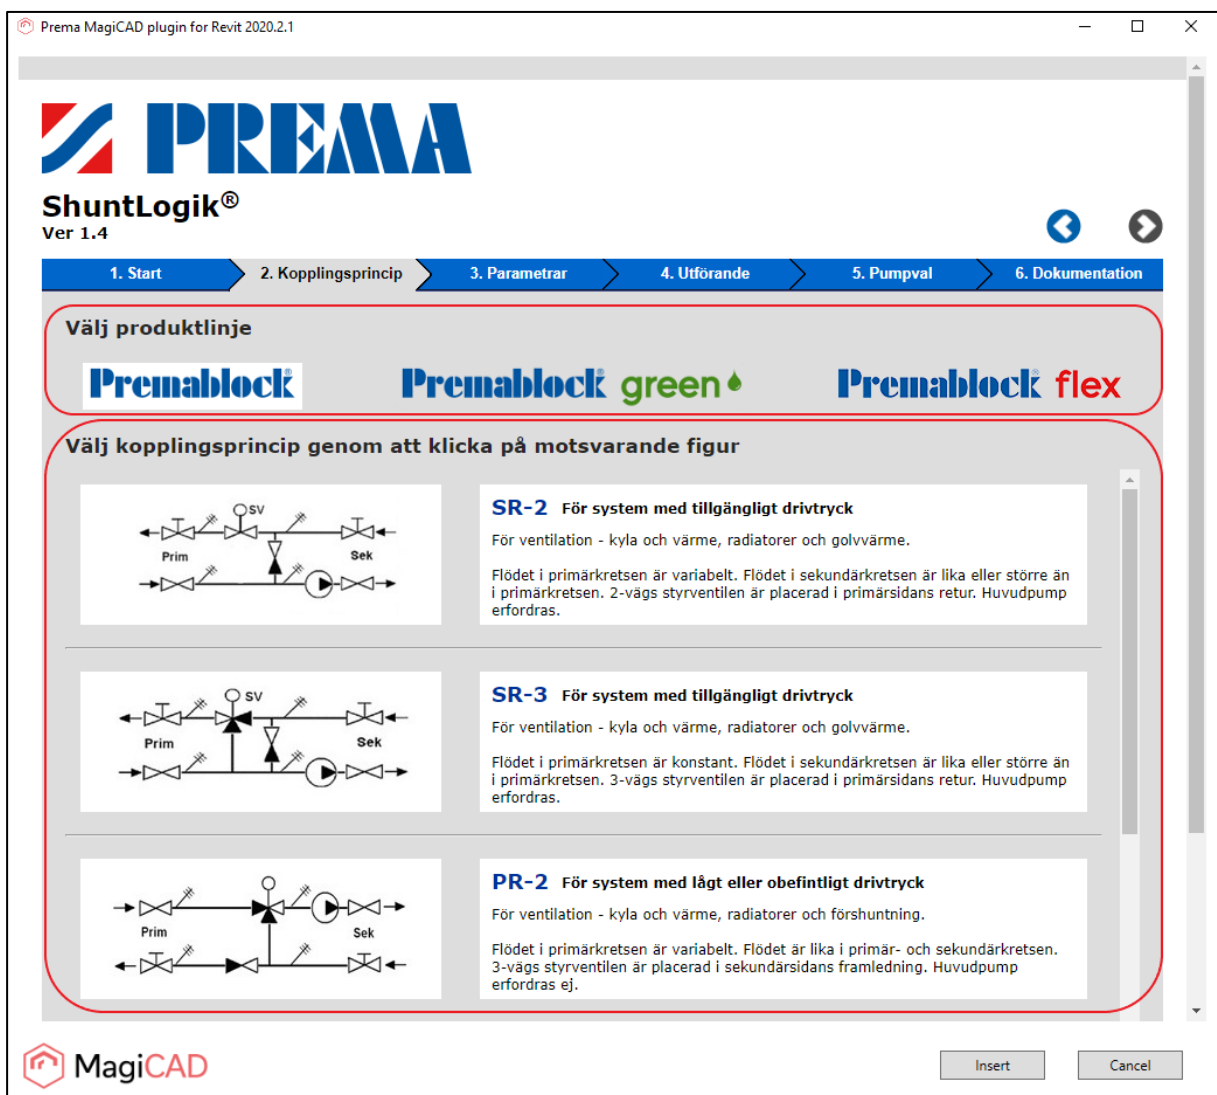 Prema MagiCAD plugin for Revit 2020.2.1
PREMA
ShuntLogik®
Ver 1.4
1. Start
2. Kopplingsprincip
3. Parametrar
4. Utförande
5. Pumpval
6. Dokumentation
Välj produktlinje
Premablock®
Premablock® green
Premablock® flex
Välj kopplingsprincip genom att klicka på motsvarande figur
SV
Prim
Sek
SR-2 För system med tillgängligt drivtryck
För ventilation - kyla och värme, radiatorer och golvvärme.
Flödet i primärkretsen är variabelt. Flödet i sekundärkretsen är lika eller större än
i primärkretsen. 2-vägs styrventilen är placerad i primärsidans retur. Huvudpump
erfordras.
SV
Prim
Sek
SR-3 För system med tillgängligt drivtryck
För ventilation - kyla och värme, radiatorer och golvvärme.
Flödet i primärkretsen är konstant. Flödet i sekundärkretsen är lika eller större än
i primärkretsen. 3-vägs styrventilen är placerad i primärsidans retur. Huvudpump
erfordras.
Prim
Sek
PR-2 För system med lågt eller obefintligt drivtryck
För ventilation - kyla och värme, radiatorer och förshuntning.
Flödet i primärkretsen är variabelt. Flödet är lika i primär- och sekundärkretsen.
3-vägs styrventilen är placerad i sekundärsidans framledning. Huvudpump
erfordras ej.
MagiCAD
Insert
Cancel